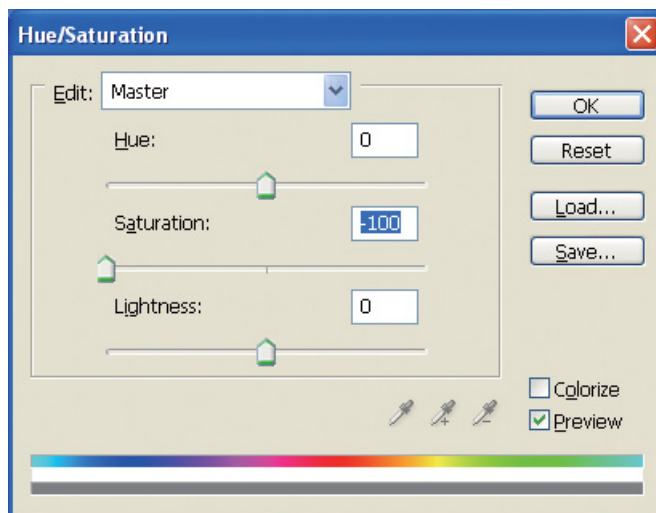 Hue/Saturation
Edit: Master
OK
Hue: 0
Reset
Saturation: -100
Load...
Save...
Lightness: 0
Colorize
Preview